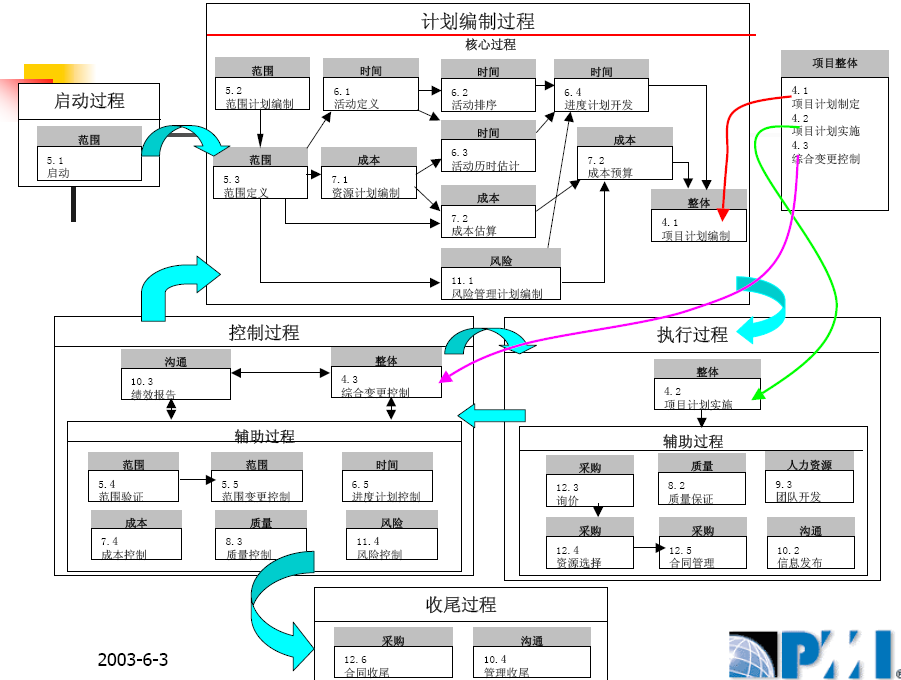 计划编制过程
核心过程
范围
5.2
范围计划编制
时间
6.1
活动定义
时间
6.2
活动排序
时间
6.4
进度计划开发
项目整体
4.1
项目计划制定
4.2
项目计划实施
4.3
综合变更控制
启动过程
范围
5.1
启动
范围
5.3
范围定义
成本
7.1
资源计划编制
时间
6.3
活动历时估计
成本
7.2
成本预算
成本
7.2
成本估算
整体
4.1
项目计划编制
风险
11.1
风险管理计划编制
控制过程
沟通
10.3
绩效报告
整体
4.3
综合变更控制
辅助过程
范围
5.4
范围验证
范围
5.5
范围变更控制
时间
6.5
进度计划控制
成本
7.4
成本控制
质量
8.3
质量控制
风险
11.4
风险控制
执行过程
整体
4.2
项目计划实施
辅助过程
采购
12.3
询价
质量
8.2
质量保证
人力资源
9.3
团队开发
采购
12.4
资源选择
采购
12.5
合同管理
沟通
10.2
信息发布
收尾过程
采购
12.6
合同收尾
沟通
10.4
管理收尾
2003-6-3
PMI
®